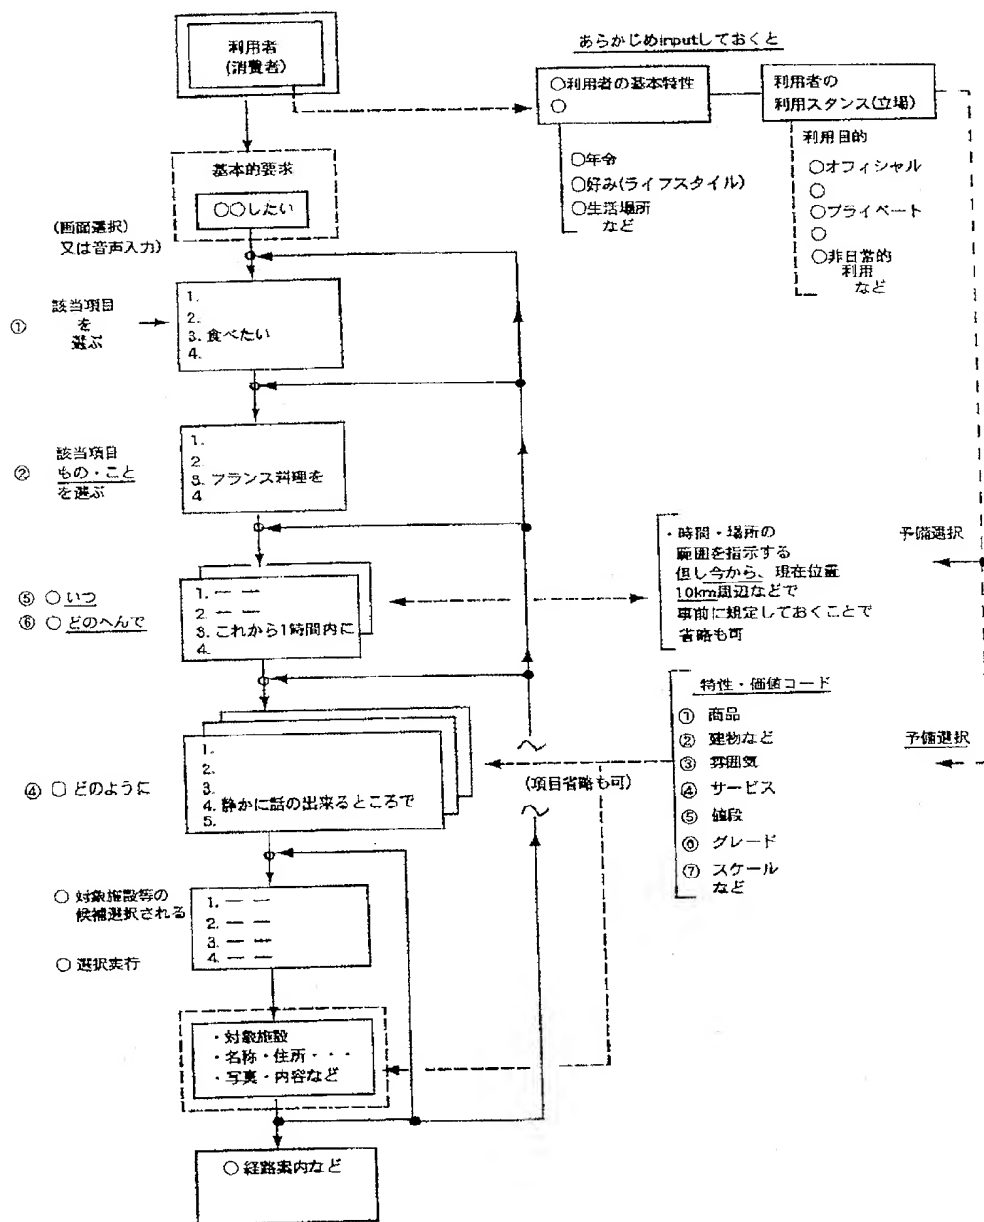 利用者
(消費者)
あらかじめinputしておくと
○利用者の基本特性
○
利用者の
利用スタンス(立場)
○年令
○好み(ライフスタイル)
○生活場所
など
利用目的
○オフィシャル
○
○プライベート
○
○非日常的
利用
など
基本的要求
○○したい
(画面選択)
又は音声入力)
① 該当項目
を
選ぶ
1.
2.
3. 食べたい
4.
② 該当項目
もの・こと
を選ぶ
1.
2.
3. フランス料理を
4
⑤ ○ いつ
⑥ ○ どのへんで
1. — —
2. — —
3. これから1時間内に
4.
・時間・場所の
範囲を指示する
但し今から、現在位置
10km周辺などで
事前に規定しておくことで
省略も可
予備選択
④ ○ どのように
1.
2.
3.
4. 静かに話の出来るところで
5.
(項目省略も可)
特性・価値コード
① 商品
② 建物など
③ 雰囲気
④ サービス
⑤ 値段
⑥ グレード
⑦ スケール
など
予備選択
○ 対象施設等の
候補選択される
○ 選択実行
1. — —
2. — —
3. — —
4. — —
・対象施設
・名称・住所・・・
・写真・内容など
○ 経路案内など